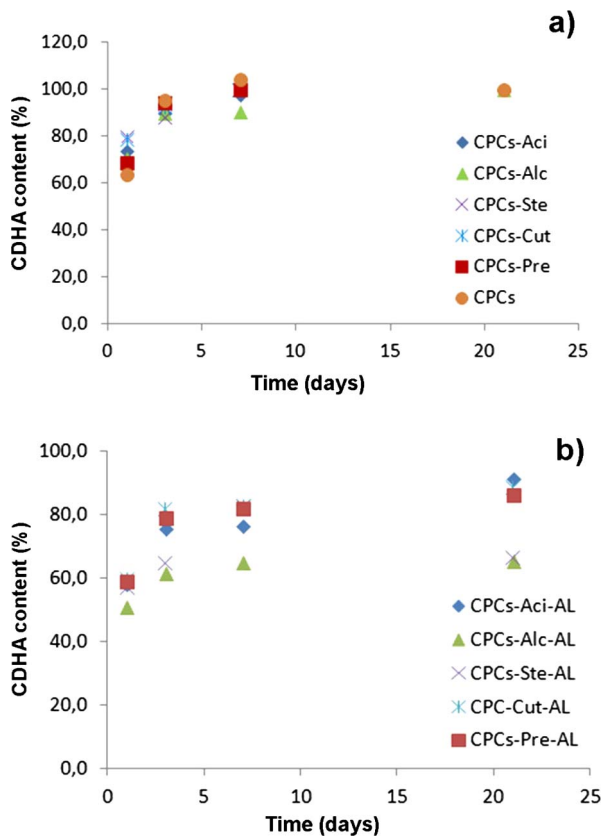 a)
120,0
100,0
80,0
60,0
40,0
20,0
0,0
CDHA content (%)
CPCs-Aci
CPCs-Alc
CPCs-Ste
CPCs-Cut
CPCs-Pre
CPCs
0 5 10 15 20 25
Time (days)
b)
100,0
80,0
60,0
40,0
20,0
0,0
CDHA content (%)
CPCs-Aci-AL
CPCs-Alc-AL
CPCs-Ste-AL
CPC-Cut-AL
CPCs-Pre-AL
0 5 10 15 20 25
Time (days)